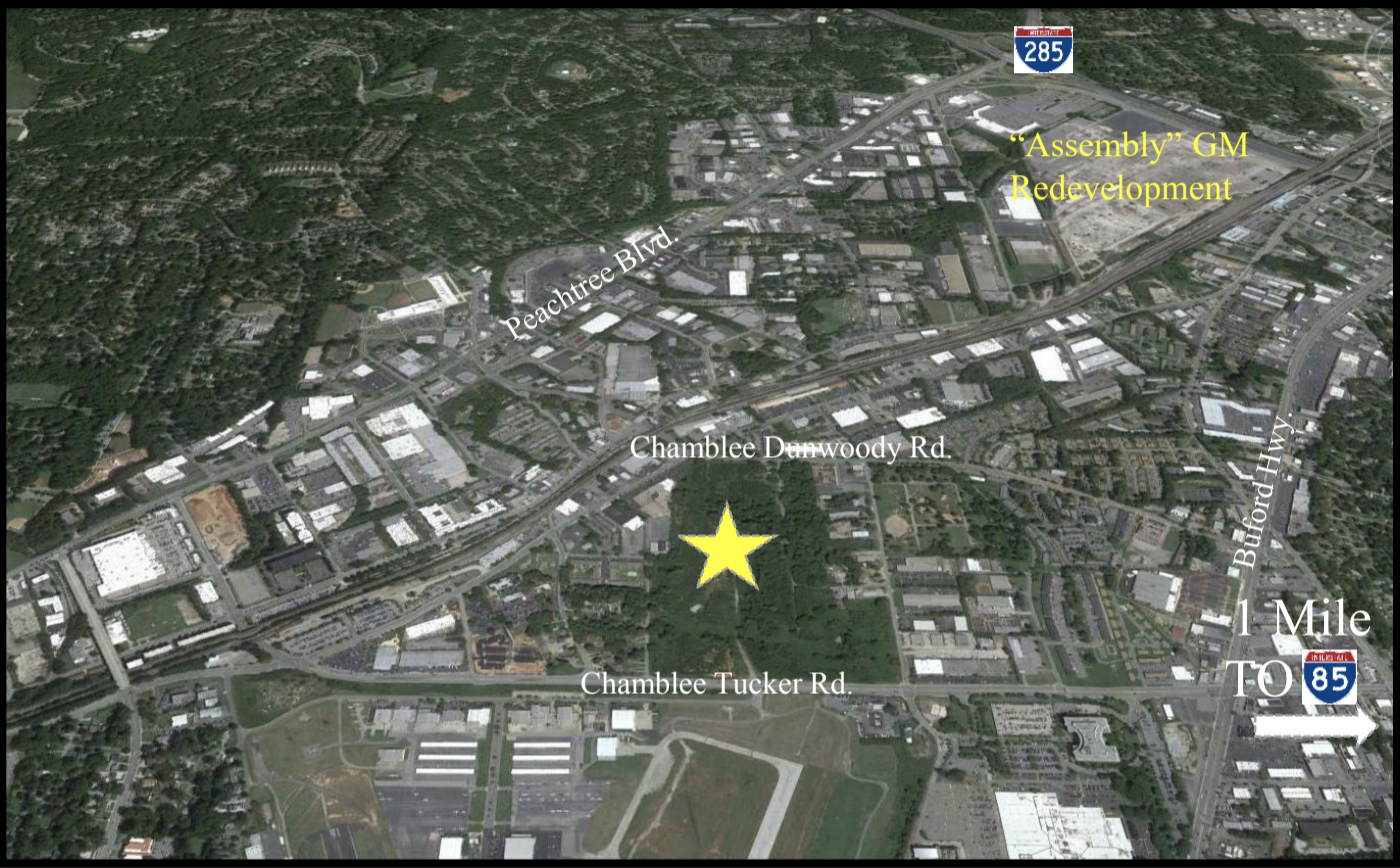 INTERSTATE
285
“Assembly” GM
Redevelopment
Peachtree Blvd.
Chamblee Dunwoody Rd.
Buford Hwy.
1 Mile
TO
INTERSTATE
85
Chamblee Tucker Rd.